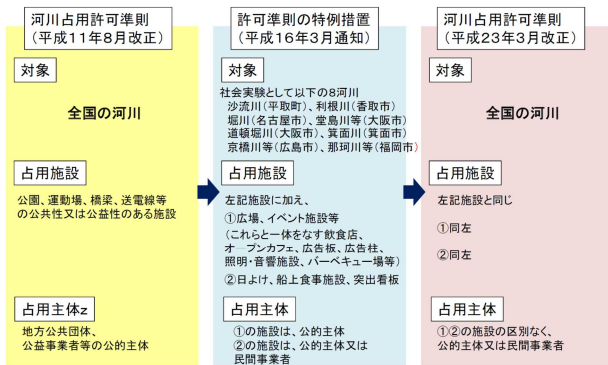 河川占用許可準則
（平成11年8月改正）
対象
全国の河川
占用施設
公園、運動場、橋梁、送電線等
の公共性又は公益性のある施設
占用主体z
地方公共団体、
公益事業者等の公的主体
許可準則の特例措置
（平成16年3月通知）
対象
社会実験として以下の8河川
沙流川（平取町）、利根川（香取市）
堀川（名古屋市）、堂島川等（大阪市）
道頓堀川（大阪市）、箕面川（箕面市）
京橋川等（広島市）、那珂川等（福岡市）
占用施設
左記施設に加え、
①広場、イベント施設等
（これらと一体をなす飲食店、
オープンカフェ、広告板、広告柱、
照明・音響施設、バーベキュー場等）
②日よけ、船上食事施設、突出看板
占用主体
①の施設は、公的主体
②の施設は、公的主体又は
民間事業者
河川占用許可準則
（平成23年3月改正）
対象
全国の河川
占用施設
左記施設と同じ
①同左
②同左
占用主体
①②の施設の区別なく、
公的主体又は民間事業者